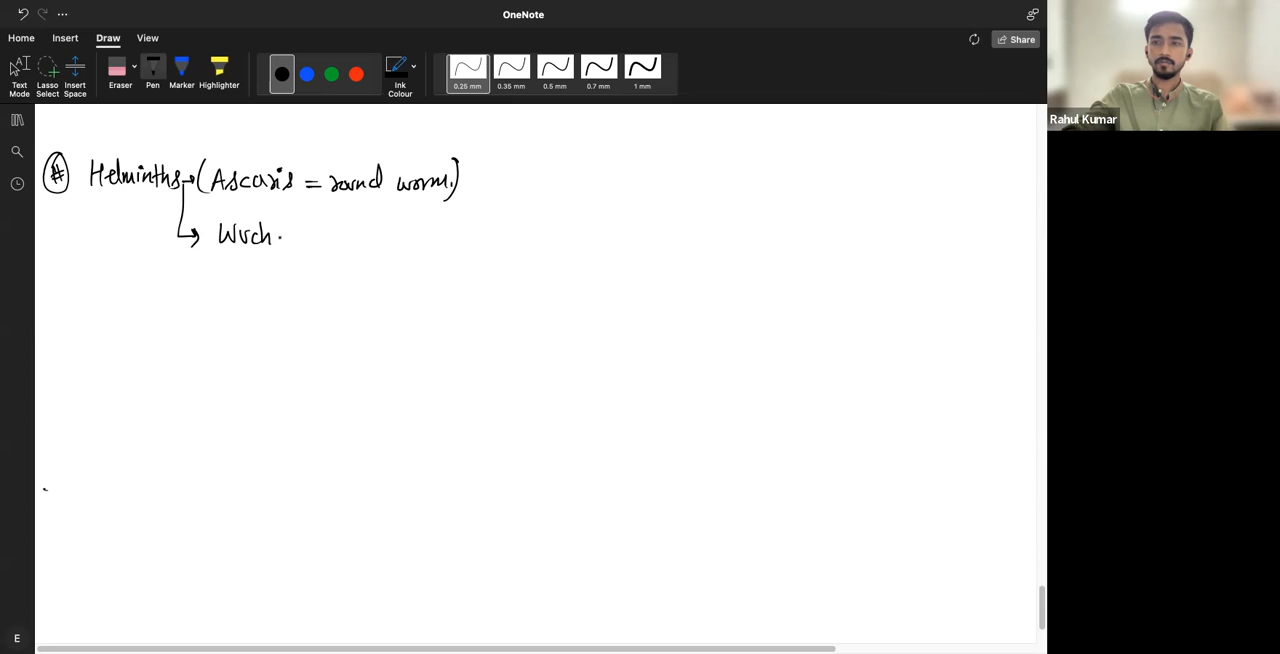 OneNote
Home Insert Draw View
Share
Text Mode Lasso Select Insert Space Eraser Pen Marker Highlighter Ink Colour 0.25 mm 0.35 mm 0.5 mm 0.7 mm 1 mm
Rahul Kumar
# Helminths → (Ascaris = round worm.)
→ Wuch.
E